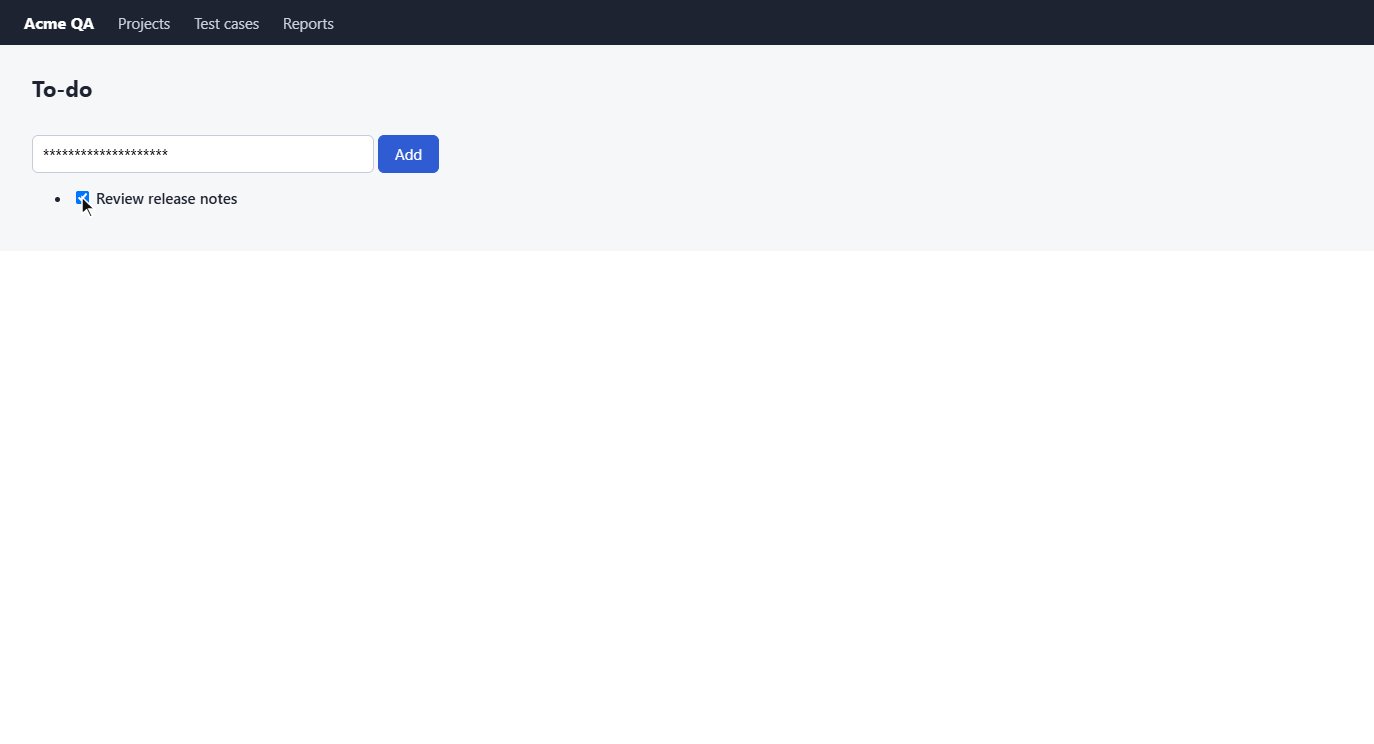 Acme QA Projects Test cases Reports
To-do
******************** Add
Review release notes